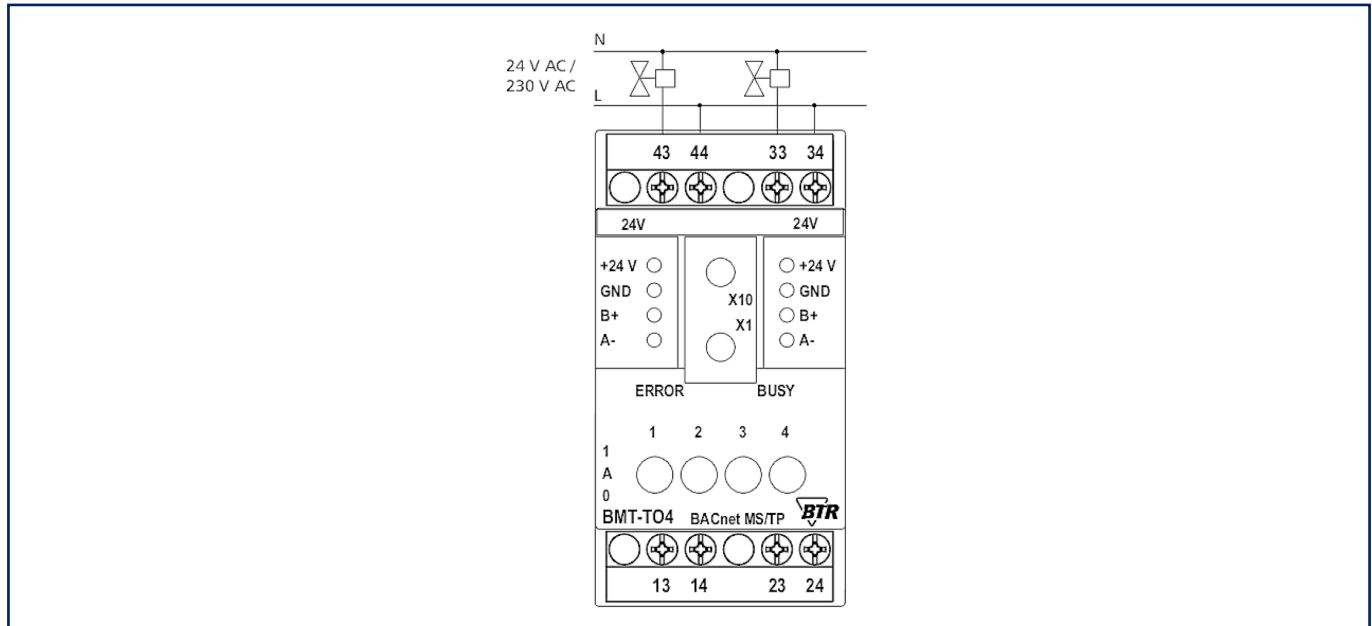 N
24 V AC /
230 V AC
L
43 44 33 34
24V 24V
+24 V +24 V
GND GND
X10
B+ B+
X1
A- A-
ERROR BUSY
1 2 3 4
1
A
0
BMT-TO4 BACnet MS/TP BTR
13 14 23 24